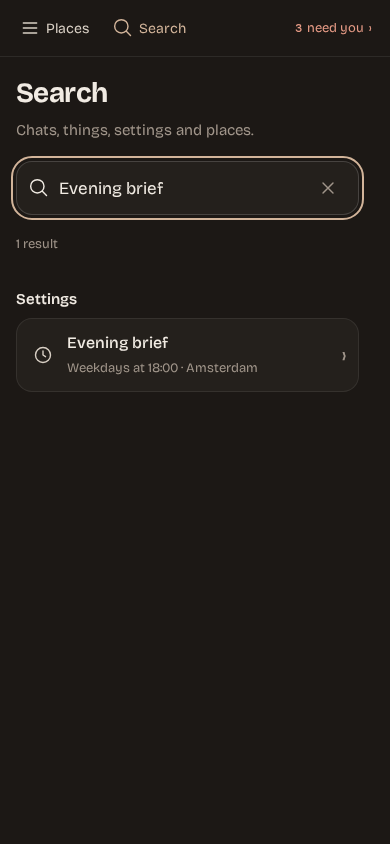 Places
Search
3 need you ›
Search
Chats, things, settings and places.
Evening brief
1 result
Settings
Evening brief
Weekdays at 18:00 · Amsterdam